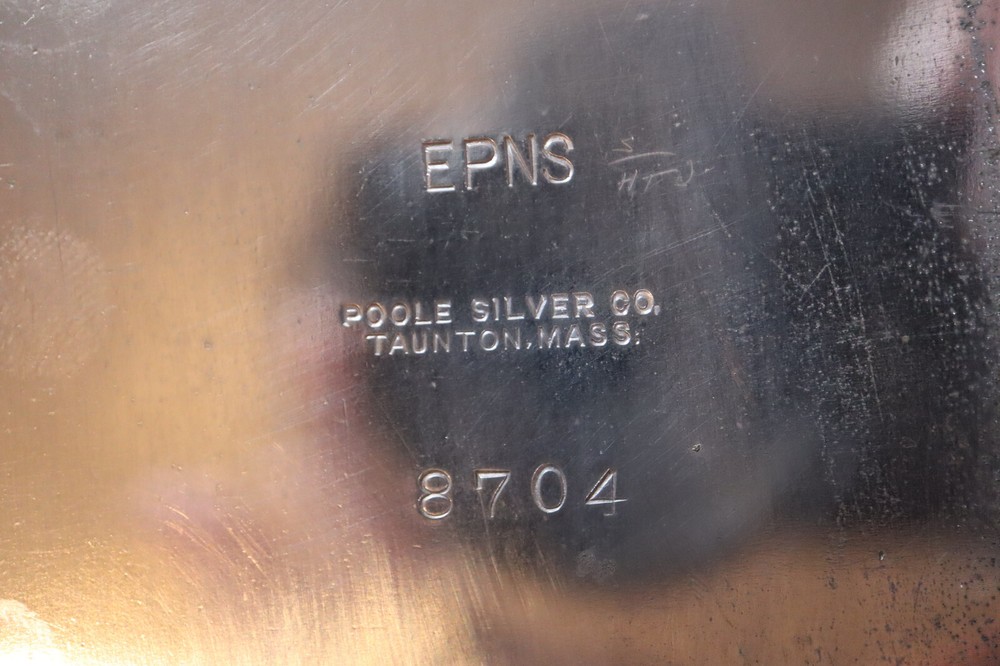 EPNS
POOLE SILVER CO.
TAUNTON, MASS.
8704